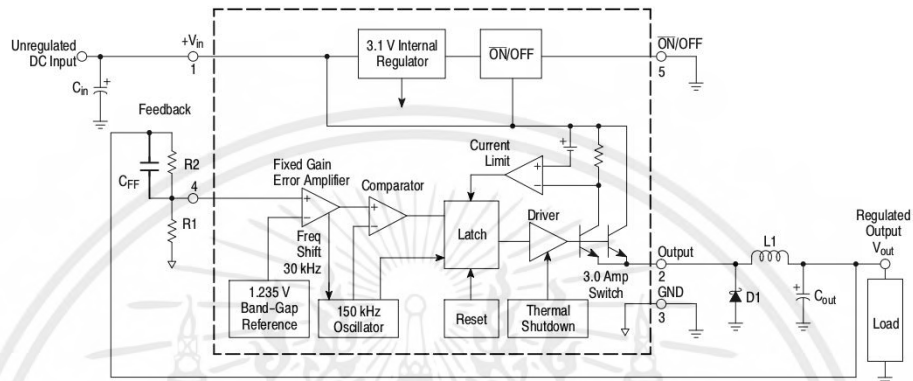 Unregulated
DC Input
+Vin
1
Cin
3.1 V Internal
Regulator
ON/OFF
ON/OFF
5
Feedback
CFF
R2
R1
4
Fixed Gain
Error Amplifier
Comparator
Current
Limit
Freq
Shift
30 kHz
Latch
Driver
Output
2
3.0 Amp
Switch
GND
3
L1
D1
Cout
Regulated
Output
Vout
Load
1.235 V
Band-Gap
Reference
150 kHz
Oscillator
Reset
Thermal
Shutdown